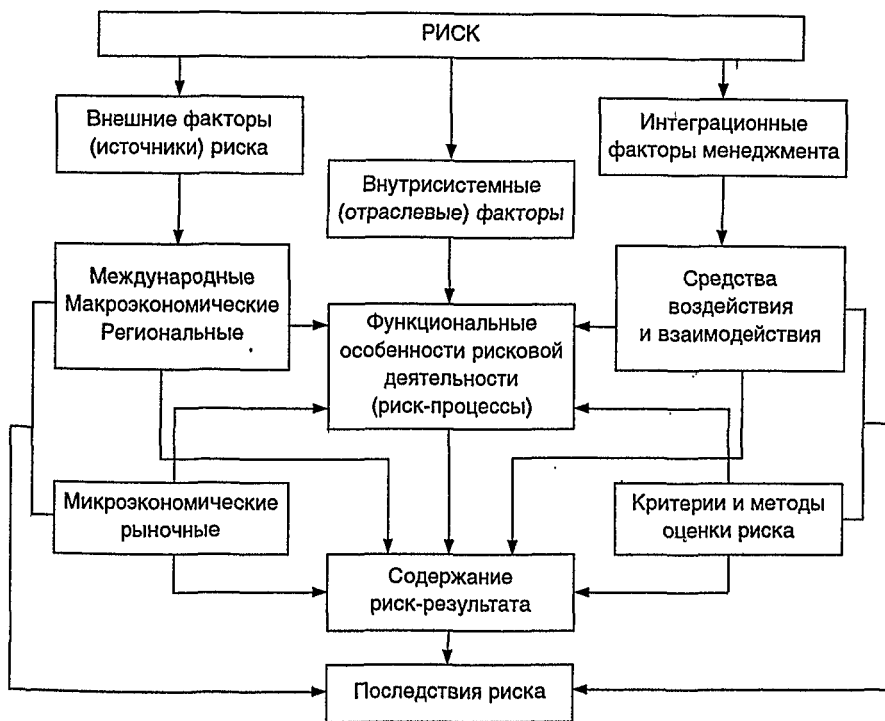 РИСК
Внешние факторы
(источники) риска
Внутрисистемные
(отраслевые) факторы
Интеграционные
факторы менеджмента
Международные
Макроэкономические
Региональные
Функциональные
особенности рисковой
деятельности
(риск-процессы)
Средства
воздействия
и взаимодействия
Микроэкономические
рыночные
Критерии и методы
оценки риска
Содержание
риск-результата
Последствия риска